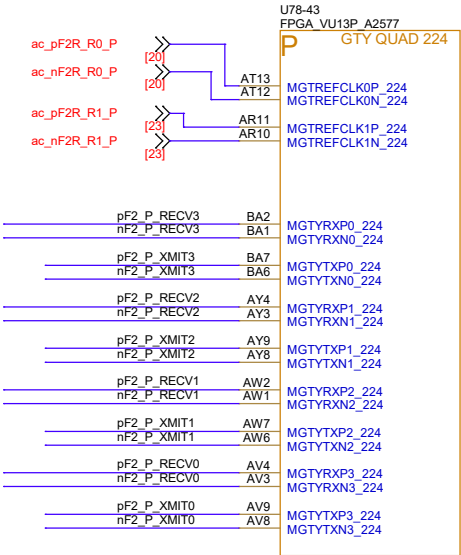 U78-43
FPGA_VU13P_A2577
P GTY QUAD 224
ac_pF2R_R0_P [20] AT13 MGTREFCLK0P_224
ac_nF2R_R0_P [20] AT12 MGTREFCLK0N_224
ac_pF2R_R1_P [23] AR11 MGTREFCLK1P_224
ac_nF2R_R1_P [23] AR10 MGTREFCLK1N_224
pF2_P_RECV3 BA2 MGTYRXP0_224
nF2_P_RECV3 BA1 MGTYRXN0_224
pF2_P_XMIT3 BA7 MGTYTXP0_224
nF2_P_XMIT3 BA6 MGTYTXN0_224
pF2_P_RECV2 AY4 MGTYRXP1_224
nF2_P_RECV2 AY3 MGTYRXN1_224
pF2_P_XMIT2 AY9 MGTYTXP1_224
nF2_P_XMIT2 AY8 MGTYTXN1_224
pF2_P_RECV1 AW2 MGTYRXP2_224
nF2_P_RECV1 AW1 MGTYRXN2_224
pF2_P_XMIT1 AW7 MGTYTXP2_224
nF2_P_XMIT1 AW6 MGTYTXN2_224
pF2_P_RECV0 AV4 MGTYRXP3_224
nF2_P_RECV0 AV3 MGTYRXN3_224
pF2_P_XMIT0 AV9 MGTYTXP3_224
nF2_P_XMIT0 AV8 MGTYTXN3_224